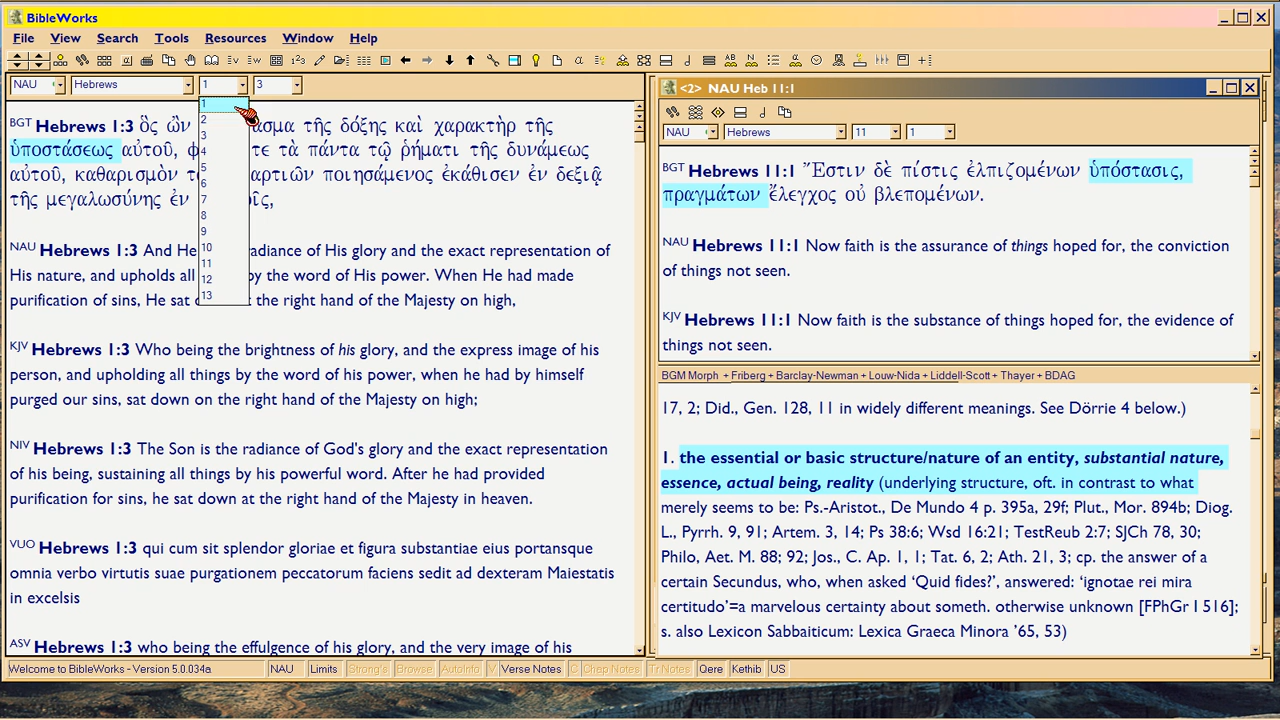 BibleWorks
File View Search Tools Resources Window Help
NAU Hebrews 1 3
1
2
3
4
5
6
7
8
9
10
11
12
13
BGT Hebrews 1:3 ὃς ὢν ασμα τῆς δόξης καὶ χαρακτὴρ τῆς
ὑποστάσεως αὐτοῦ, φ τε τὰ πάντα τῷ ῥήματι τῆς δυνάμεως
αὐτοῦ, καθαρισμὸν τ αρτιῶν ποιησάμενος ἐκάθισεν ἐν δεξιᾷ
τῆς μεγαλωσύνης ἐν οῖς,
NAU Hebrews 1:3 And He radiance of His glory and the exact representation of
His nature, and upholds all by the word of His power. When He had made
purification of sins, He sat the right hand of the Majesty on high,
KJV Hebrews 1:3 Who being the brightness of his glory, and the express image of his
person, and upholding all things by the word of his power, when he had by himself
purged our sins, sat down on the right hand of the Majesty on high;
NIV Hebrews 1:3 The Son is the radiance of God's glory and the exact representation
of his being, sustaining all things by his powerful word. After he had provided
purification for sins, he sat down at the right hand of the Majesty in heaven.
VUO Hebrews 1:3 qui cum sit splendor gloriae et figura substantiae eius portansque
omnia verbo virtutis suae purgationem peccatorum faciens sedit ad dexteram Maiestatis
in excelsis
ASV Hebrews 1:3 who being the effulgence of his glory, and the very image of his
<2> NAU Heb 11:1
NAU Hebrews 11 1
BGT Hebrews 11:1 Ἔστιν δὲ πίστις ἐλπιζομένων ὑπόστασις,
πραγμάτων ἔλεγχος οὐ βλεπομένων.
NAU Hebrews 11:1 Now faith is the assurance of things hoped for, the conviction
of things not seen.
KJV Hebrews 11:1 Now faith is the substance of things hoped for, the evidence of
things not seen.
BGM Morph + Friberg + Barclay-Newman + Louw-Nida + Liddell-Scott + Thayer + BDAG
17, 2; Did., Gen. 128, 11 in widely different meanings. See Dörrie 4 below.)
1. the essential or basic structure/nature of an entity, substantial nature,
essence, actual being, reality (underlying structure, oft. in contrast to what
merely seems to be: Ps.-Aristot., De Mundo 4 p. 395a, 29f; Plut., Mor. 894b; Diog.
L., Pyrrh. 9, 91; Artem. 3, 14; Ps 38:6; Wsd 16:21; TestReub 2:7; SJCh 78, 30;
Philo, Aet. M. 88; 92; Jos., C. Ap. 1, 1; Tat. 6, 2; Ath. 21, 3; cp. the answer of a
certain Secundus, who, when asked ‘Quid fides?’, answered: ‘ignotae rei mira
certitudo’=a marvelous certainty about someth. otherwise unknown [FPhGr I 516];
s. also Lexicon Sabbaiticum: Lexica Graeca Minora ’65, 53)
Welcome to BibleWorks - Version 5.0.034a NAU Limits Strong's Browse AutoInfo V Verse Notes C Chap Notes Tr Notes Qere Kethib US